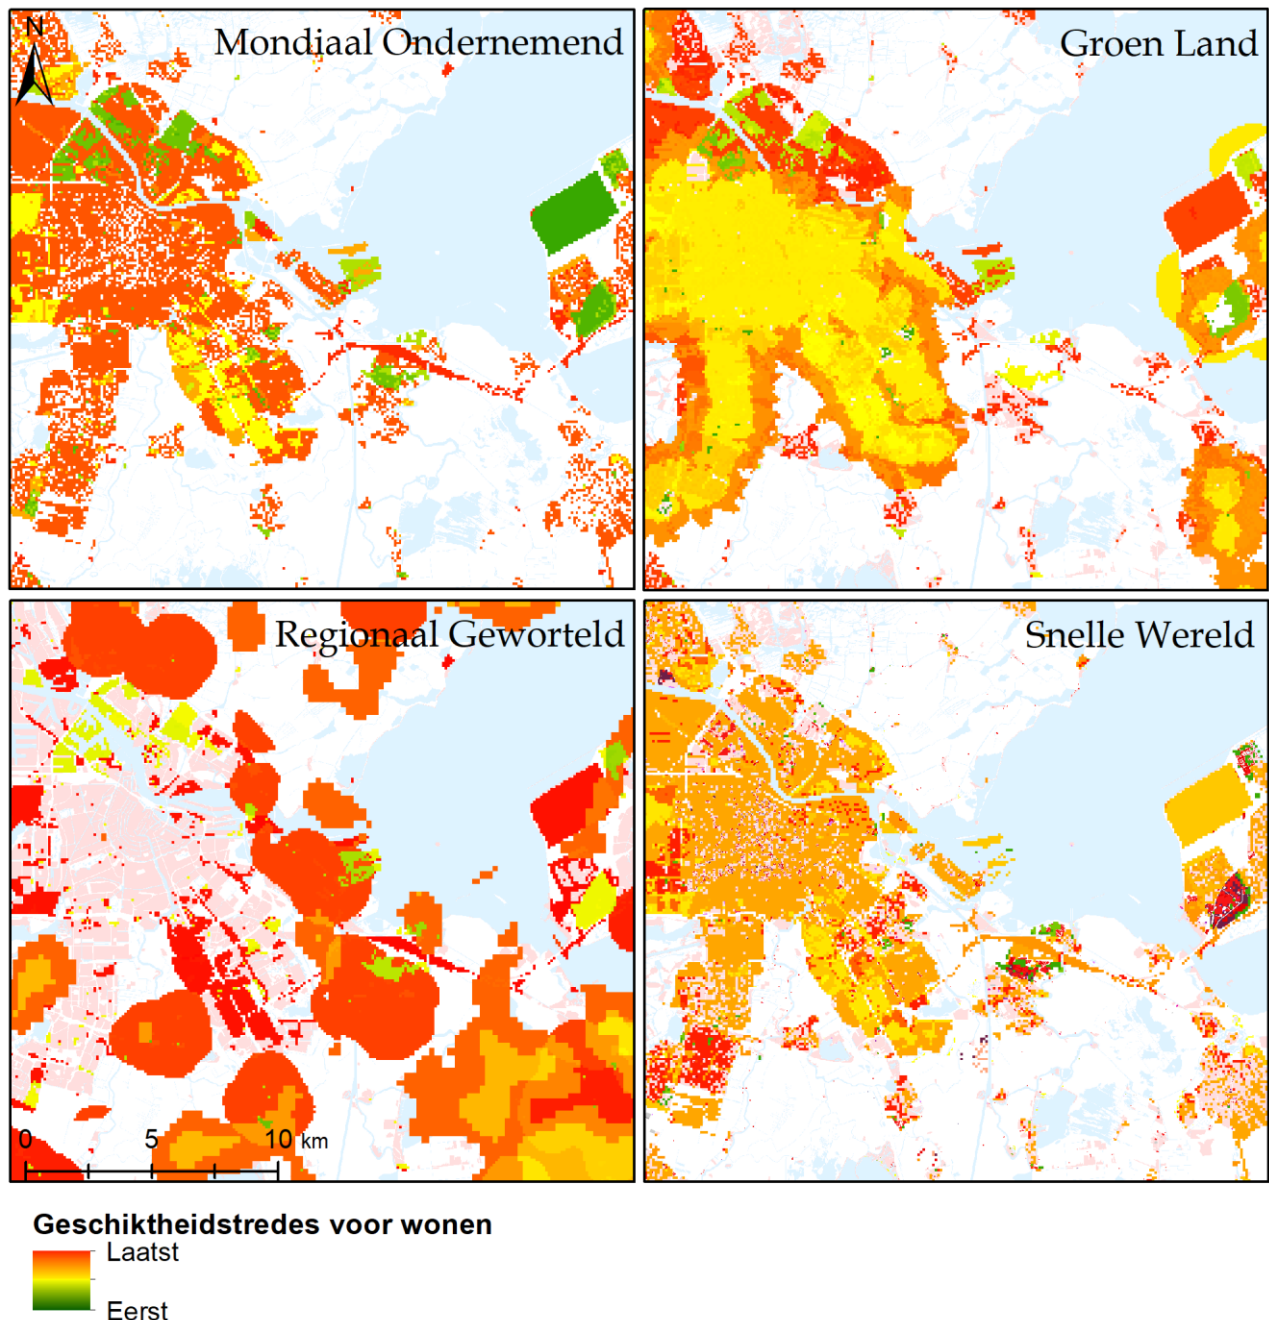 N
Mondiaal Ondernemend
Groen Land
Regionaal Geworteld
Snelle Wereld
0 5 10 km
Geschiktheidstredes voor wonen
Laatst
Eerst